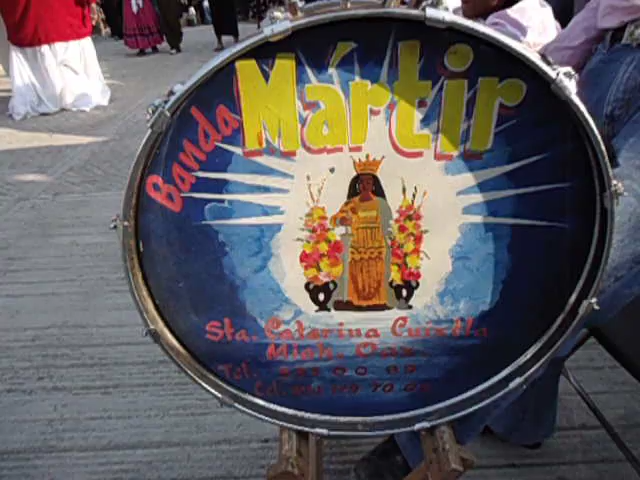 Banda
Mártir
Sta. Catarina Cuixtla
Miah. Oax.
Tel.
Cel.